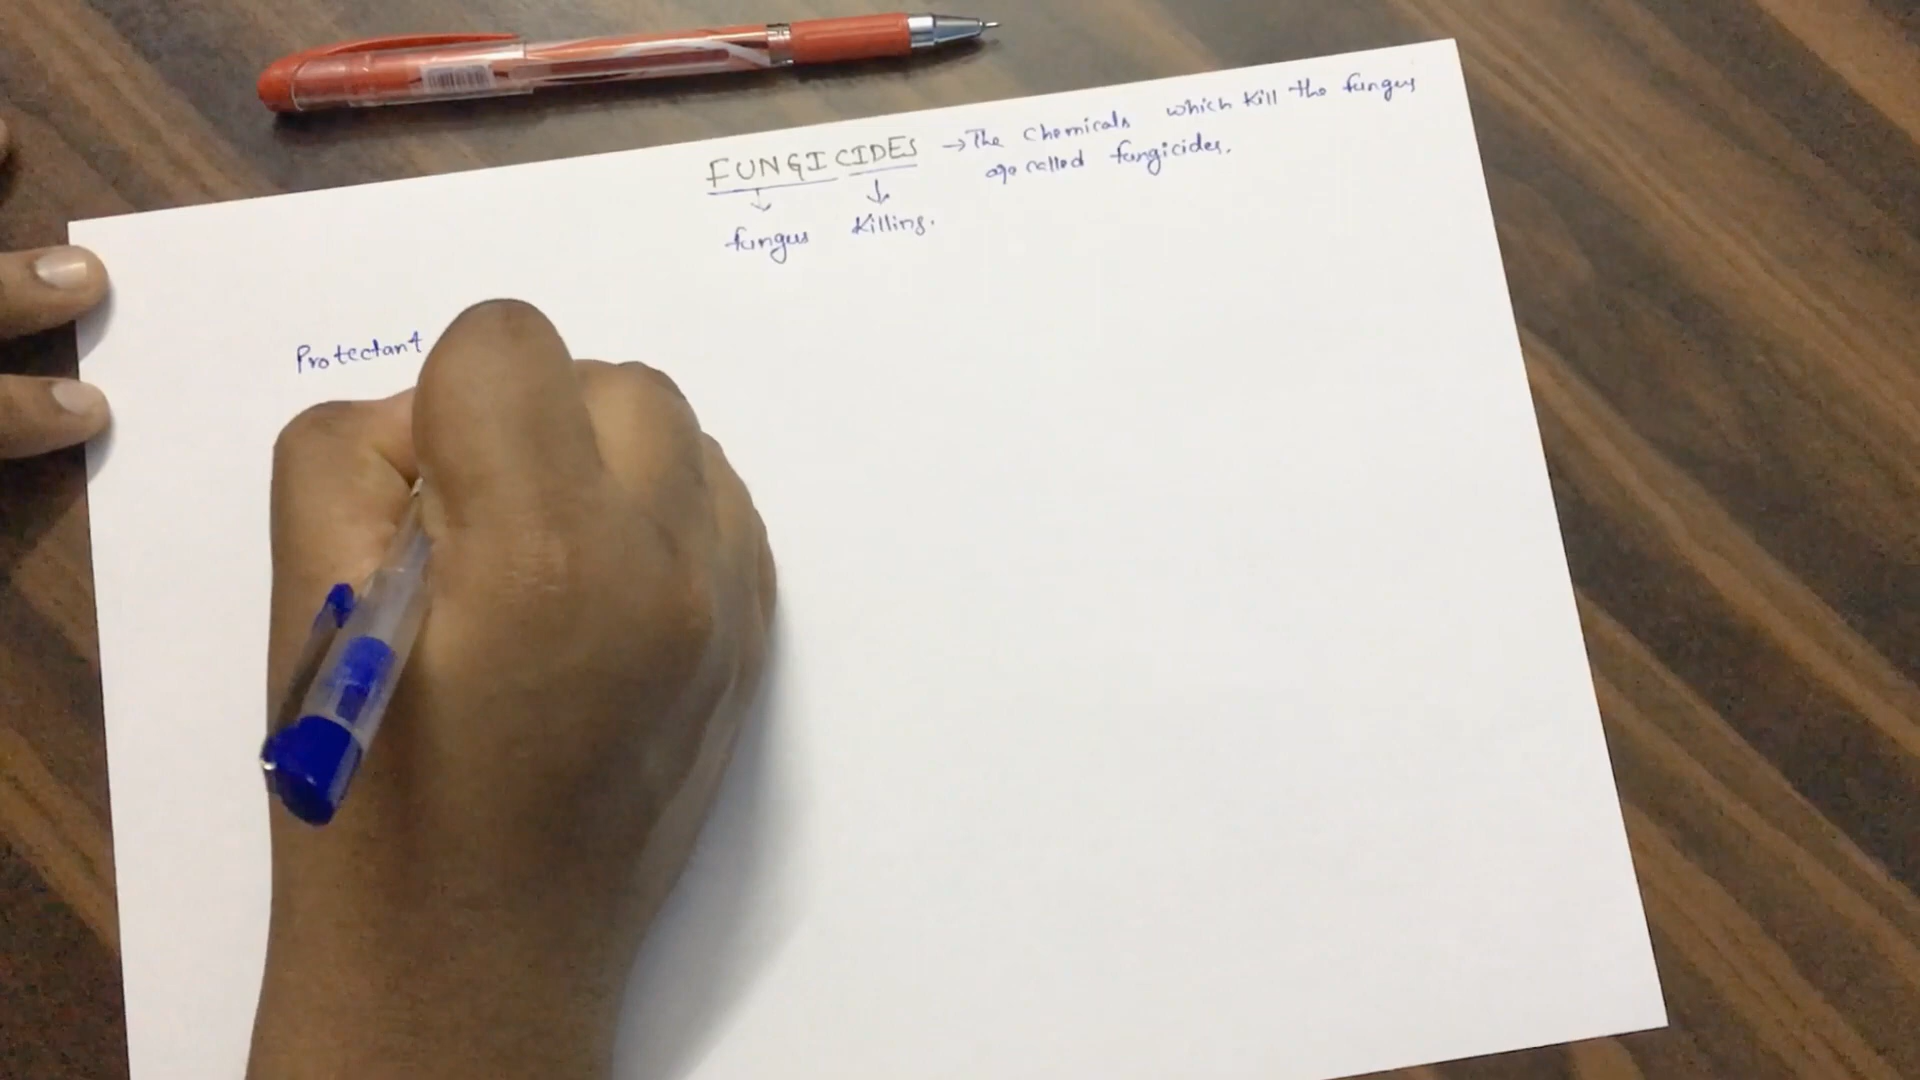 FUNGICIDES → The chemicals which kill the fungus
are called fungicides.
↓ ↓
fungus killing.
Protectant